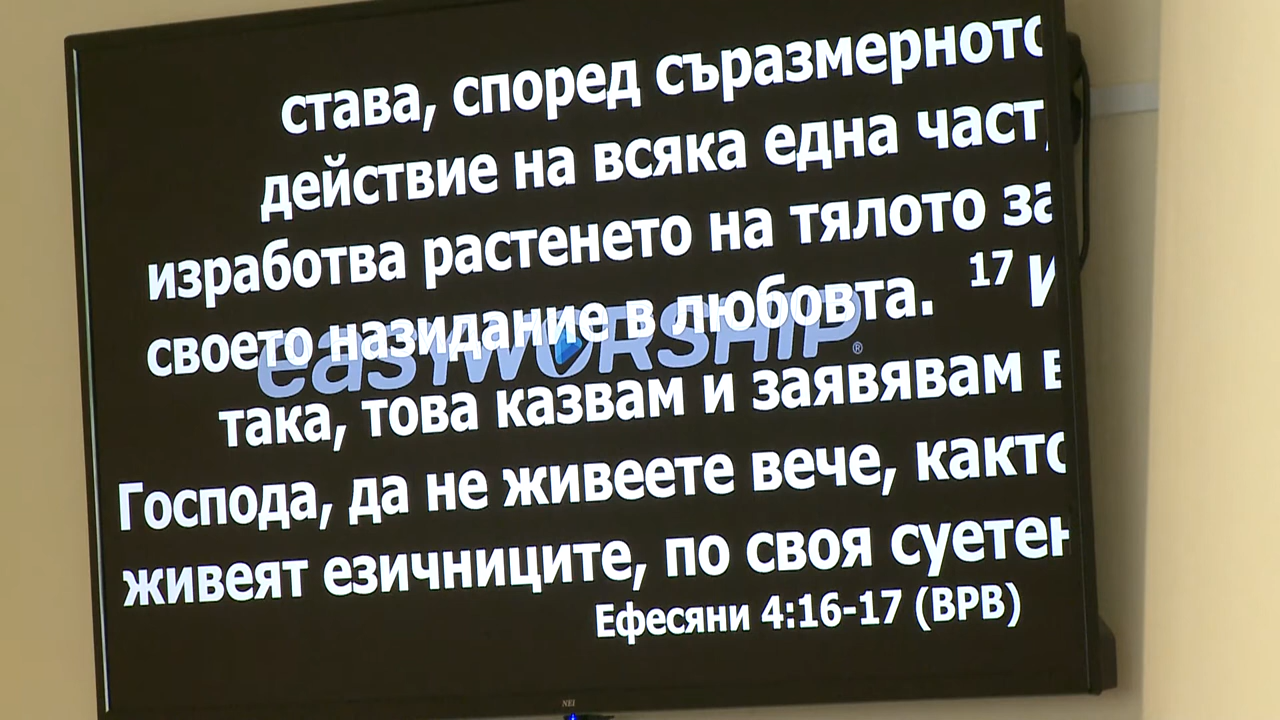 става, според съразмерното
действие на всяка една част,
изработва растенето на тялото за
своето назидание в любовта. 17 И
easyWORSHIP®
така, това казвам и заявявам в
Господа, да не живеете вече, както
живеят езичниците, по своя суетен
Ефесяни 4:16-17 (ВРВ)
NEI